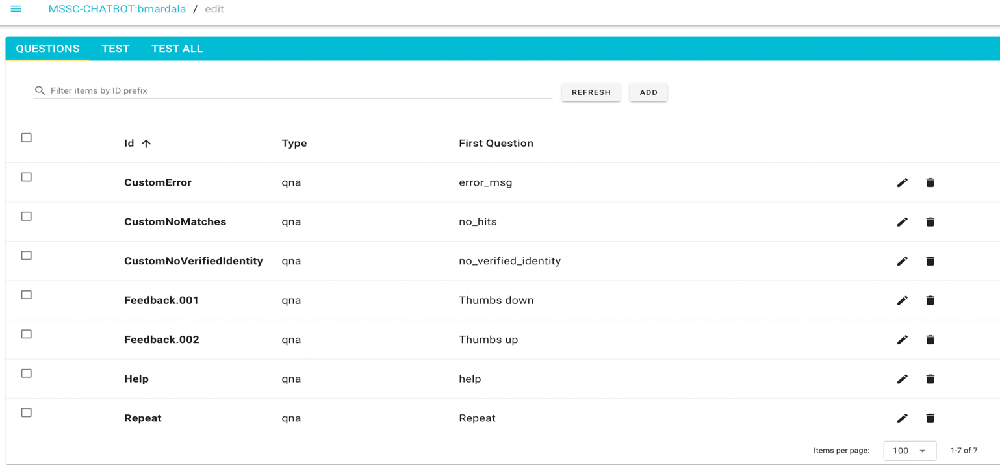 MSSC-CHATBOT:bmardala / edit
QUESTIONS TEST TEST ALL
Filter items by ID prefix REFRESH ADD
Id Type First Question
CustomError qna error_msg
CustomNoMatches qna no_hits
CustomNoVerifiedIdentity qna no_verified_identity
Feedback.001 qna Thumbs down
Feedback.002 qna Thumbs up
Help qna help
Repeat qna Repeat
Items per page: 100 1-7 of 7